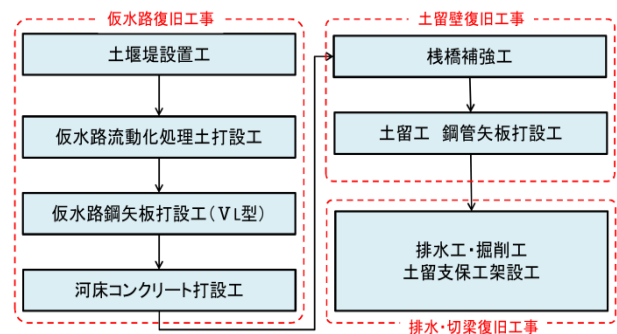 仮水路復旧工事
土堰堤設置工
仮水路流動化処理土打設工
仮水路鋼矢板打設工(ⅤL型)
河床コンクリート打設工
土留壁復旧工事
桟橋補強工
土留工 鋼管矢板打設工
排水工・掘削工
土留支保工架設工
排水・切梁復旧工事